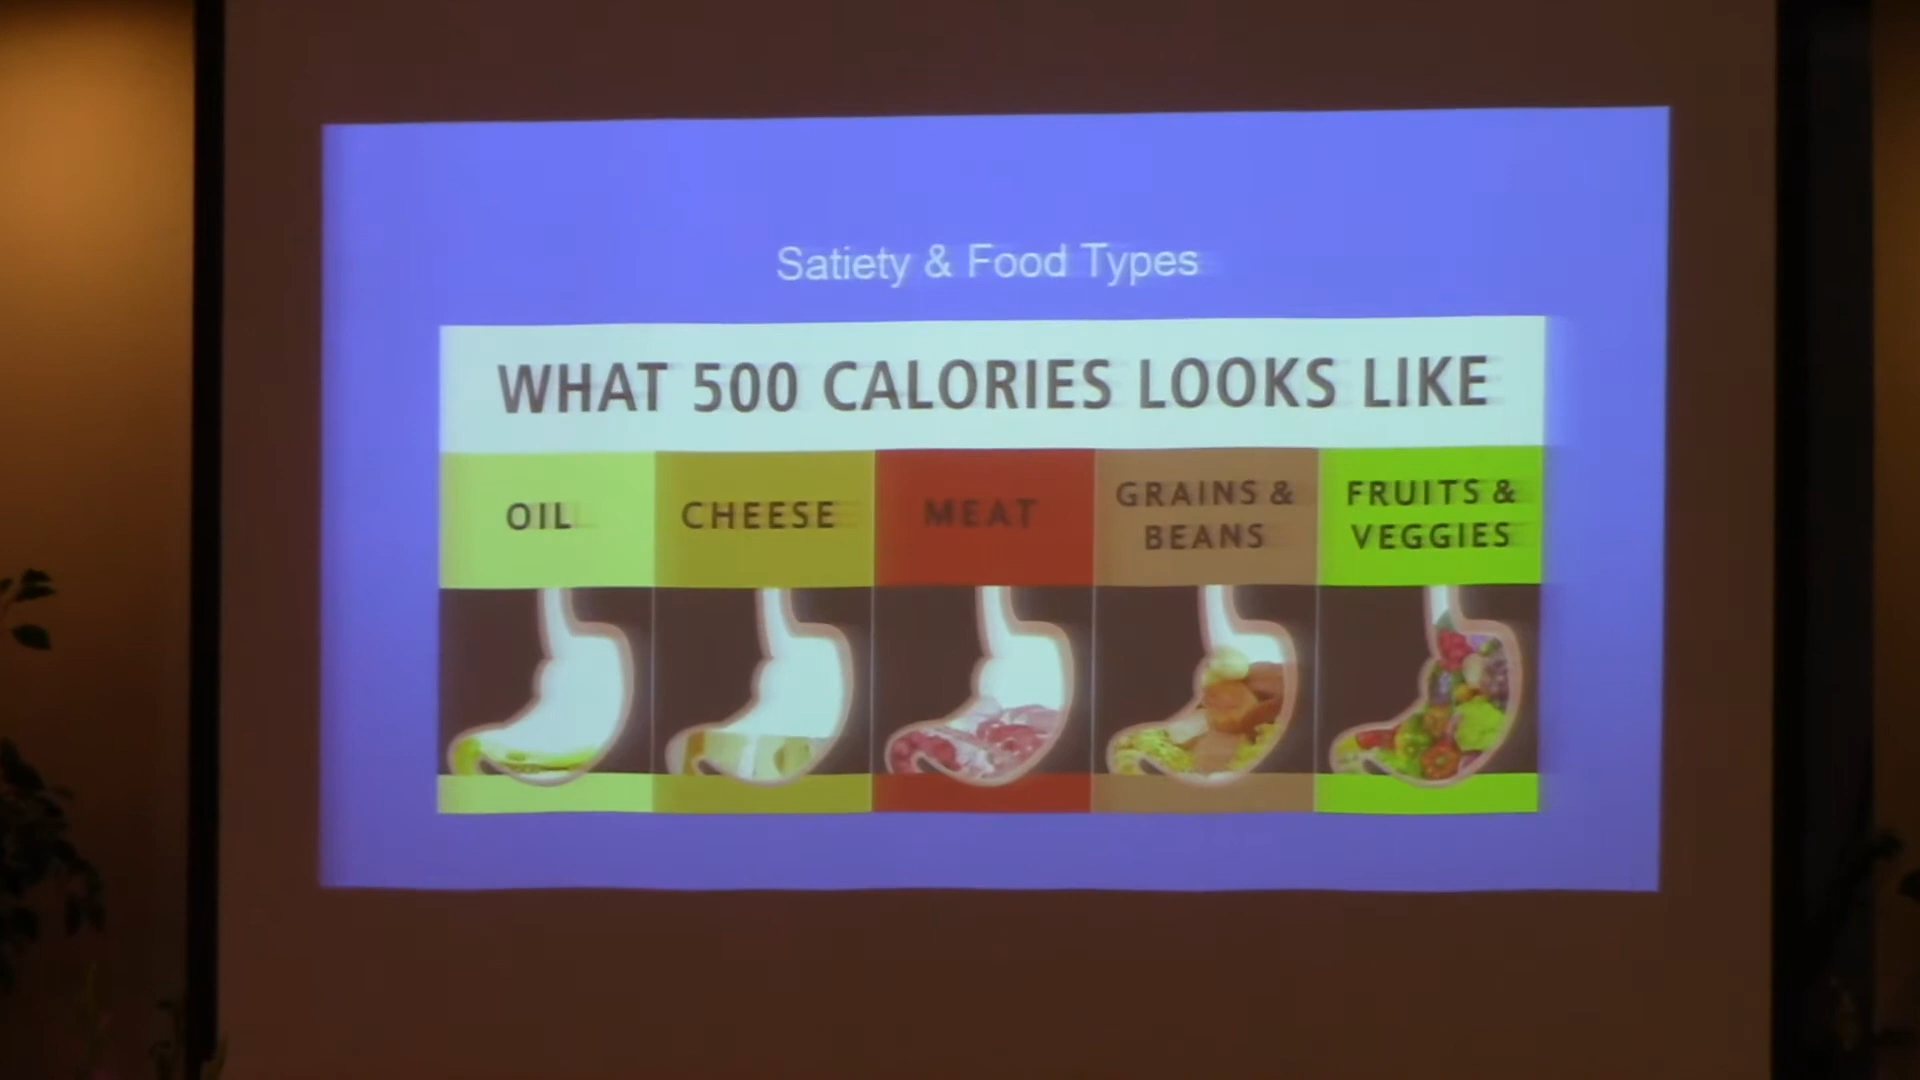 Satiety & Food Types
WHAT 500 CALORIES LOOKS LIKE
OIL
CHEESE
MEAT
GRAINS &
BEANS
FRUITS &
VEGGIES